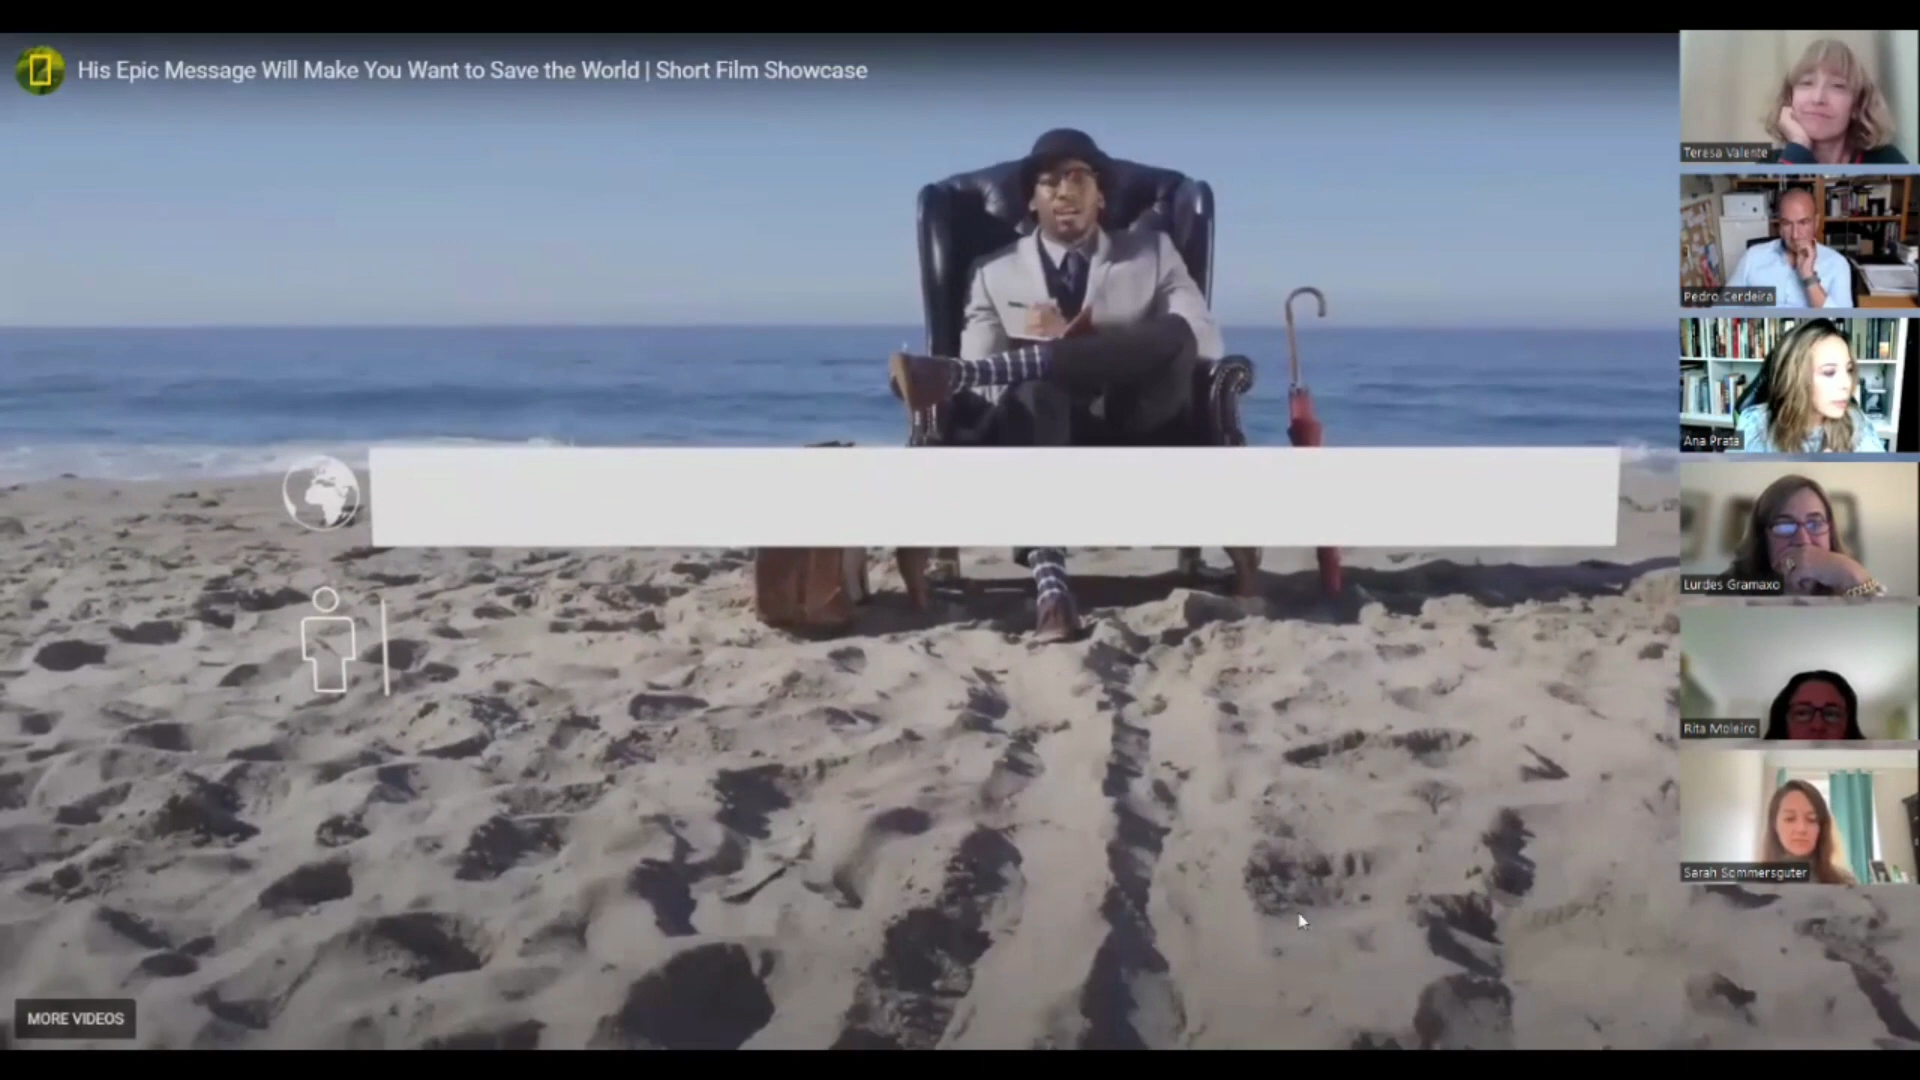 His Epic Message Will Make You Want to Save the World | Short Film Showcase
Teresa Valente
Pedro Cerdeira
Ana Prata
Lurdes Gramaxo
Rita Moleiro
Sarah Sommersguter
MORE VIDEOS